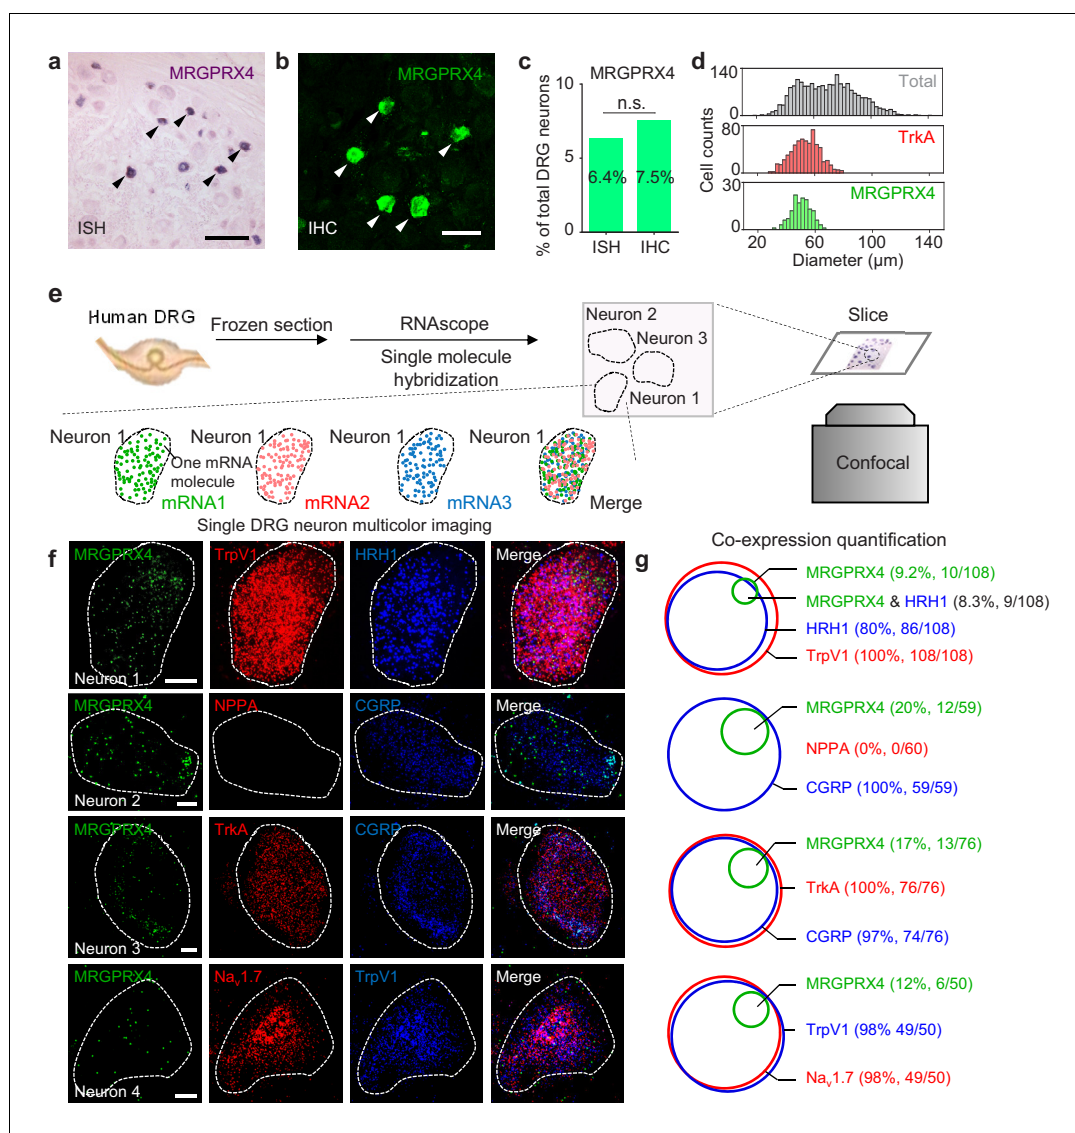 a
MRGPRX4
ISH
b
MRGPRX4
IHC
c
MRGPRX4
% of total DRG neurons
10
5
0
n.s.
6.4%
7.5%
ISH
IHC
d
Cell counts
140
0
Total
80
0
TrkA
30
0
MRGPRX4
20
60
100
140
Diameter (µm)
e
Human DRG
Frozen section
RNAscope
Single molecule
hybridization
Neuron 2
Neuron 3
Neuron 1
Slice
Confocal
Neuron 1
One mRNA
molecule
mRNA1
Neuron 1
mRNA2
Neuron 1
mRNA3
Neuron 1
Merge
Single DRG neuron multicolor imaging
f
MRGPRX4
TrpV1
HRH1
Merge
Neuron 1
MRGPRX4
NPPA
CGRP
Merge
Neuron 2
MRGPRX4
TrkA
CGRP
Merge
Neuron 3
MRGPRX4
Nav1.7
TrpV1
Merge
Neuron 4
g
Co-expression quantification
MRGPRX4 (9.2%, 10/108)
MRGPRX4 & HRH1 (8.3%, 9/108)
HRH1 (80%, 86/108)
TrpV1 (100%, 108/108)
MRGPRX4 (20%, 12/59)
NPPA (0%, 0/60)
CGRP (100%, 59/59)
MRGPRX4 (17%, 13/76)
TrkA (100%, 76/76)
CGRP (97%, 74/76)
MRGPRX4 (12%, 6/50)
TrpV1 (98% 49/50)
Nav1.7 (98%, 49/50)